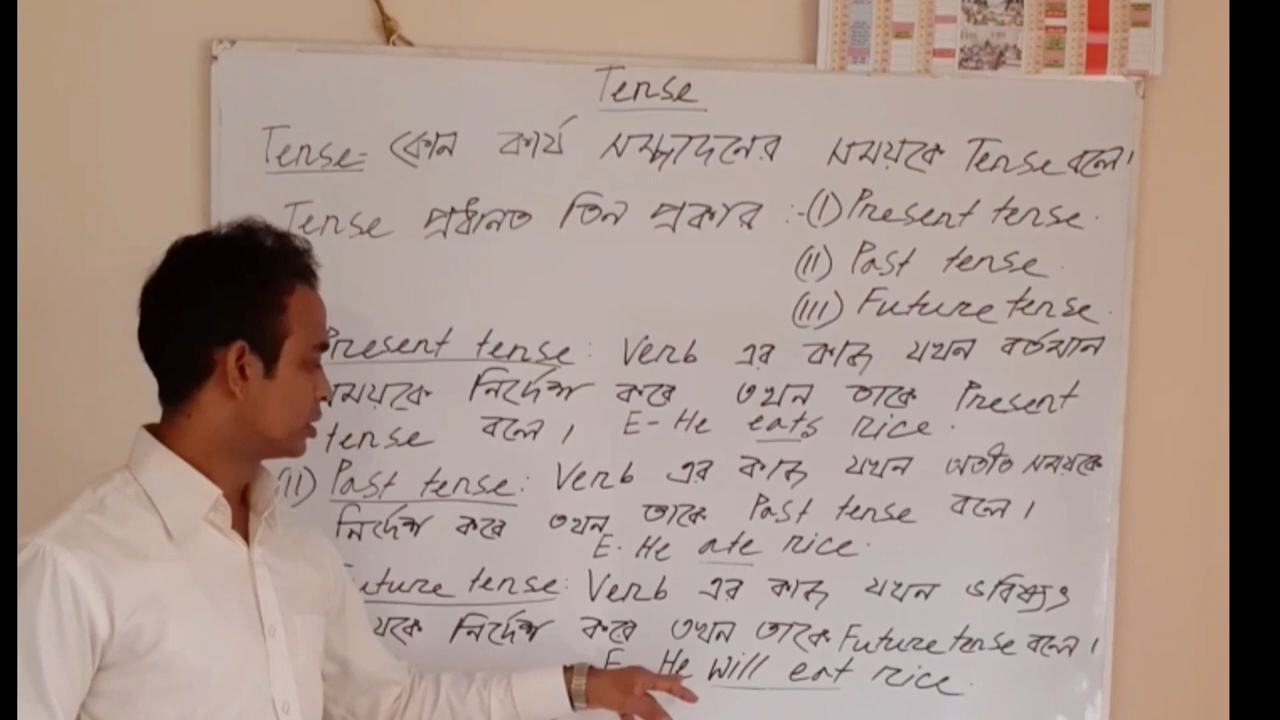 Tense
Tense- কোন কার্য সম্পাদনের সময়কে Tense বলে।
Tense প্রধানত তিন প্রকার :-(I) Present tense.
(II) Past tense.
(III) Future tense.
Present tense: Verb এর কাজ যখন বর্তমান
সময়কে নির্দেশ করে তখন তাকে Present
tense বলে। E- He eats rice.
(II) Past tense: Verb এর কাজ যখন অতীত সময়কে
নির্দেশ করে তখন তাকে Past tense বলে।
E. He ate rice.
Future tense: Verb এর কাজ যখন ভবিষ্যৎ
য়কে নির্দেশ করে তখন তাকে Future tense বলে।
E He will eat rice.